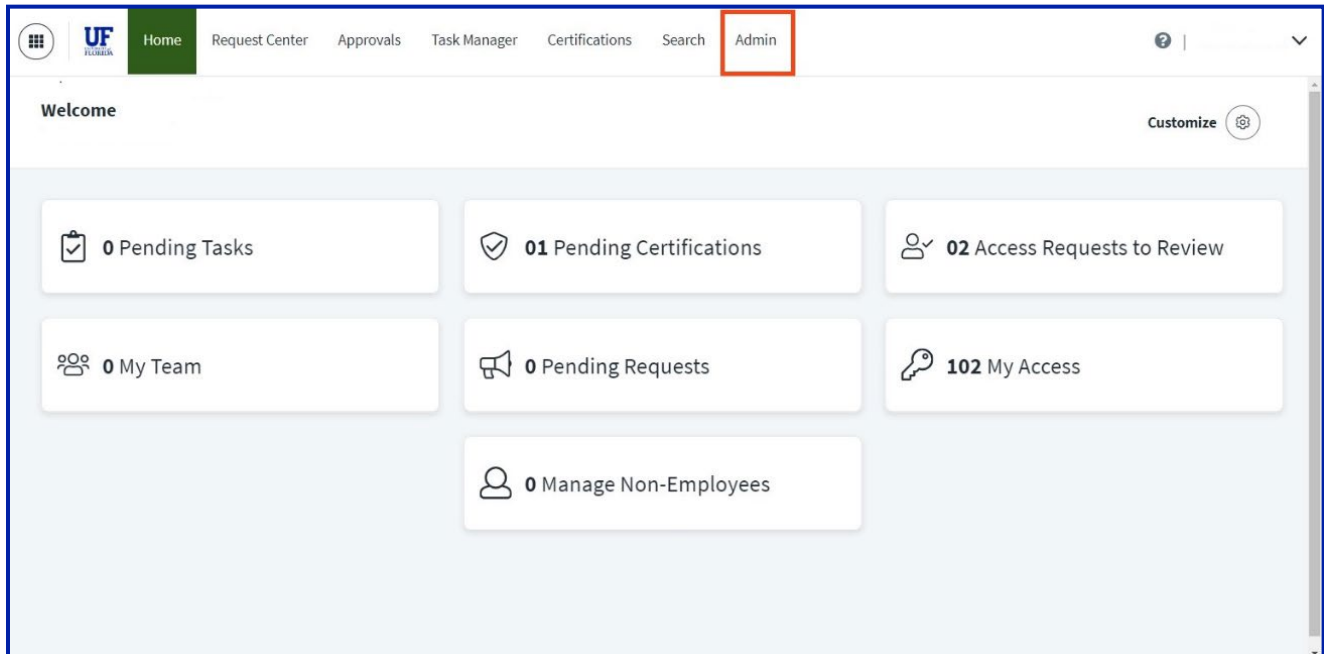 UF
FLORIDA
Home
Request Center
Approvals
Task Manager
Certifications
Search
Admin
Welcome
Customize
0 Pending Tasks
01 Pending Certifications
02 Access Requests to Review
0 My Team
0 Pending Requests
102 My Access
0 Manage Non-Employees